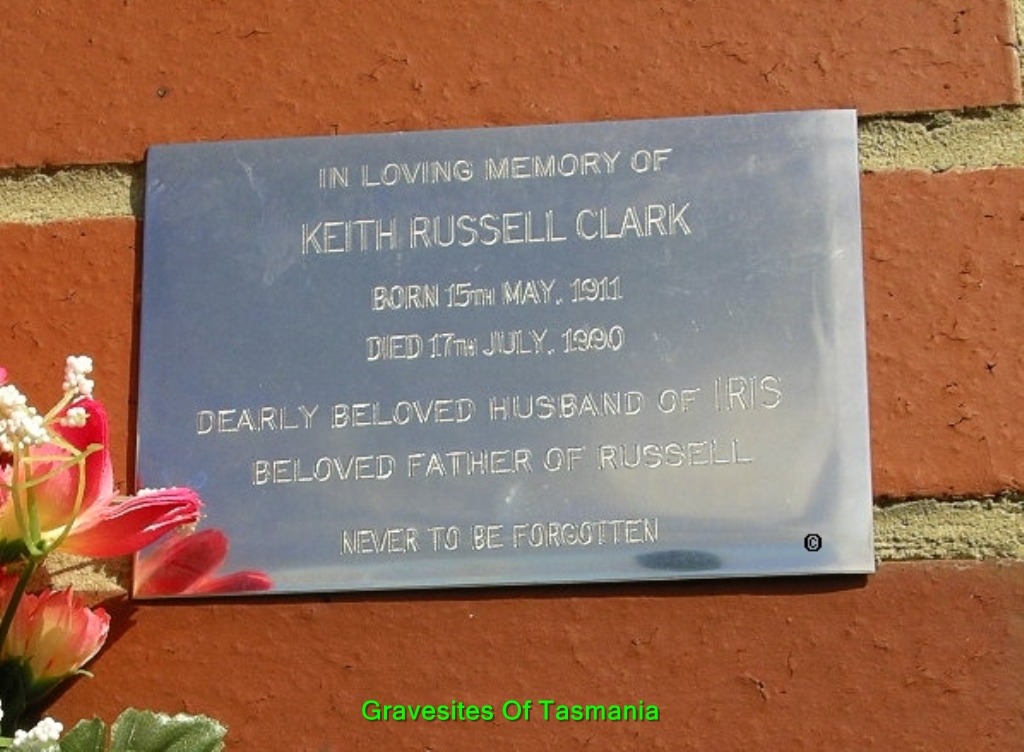 IN LOVING MEMORY OF
KEITH RUSSELL CLARK
BORN 15TH MAY. 1911
DIED 17TH JULY. 1990
DEARLY BELOVED HUSBAND OF IRIS
BELOVED FATHER OF RUSSELL
NEVER TO BE FORGOTTEN
©
Gravesites Of Tasmania